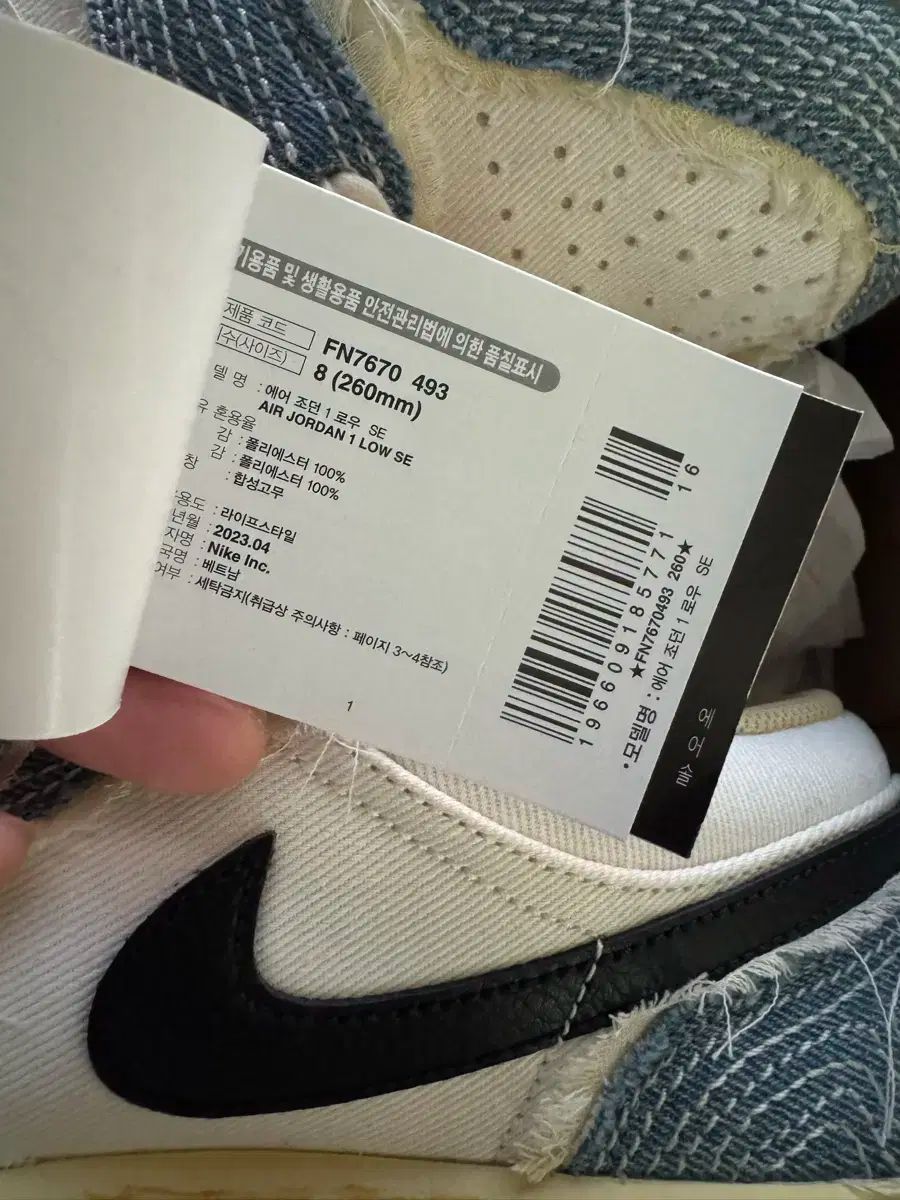 기용품 및 생활용품 안전관리법에 의한 품질표시
제품 코드
FN7670 493
수(사이즈)
8 (260mm)
델 명 : 에어 조던 1 로우 SE
AIR JORDAN 1 LOW SE
혼용율
감 : 폴리에스터 100%
감 : 폴리에스터 100%
창 : 합성고무
용도 : 라이프스타일
년월 : 2023.04
자명 : Nike Inc.
국명 : 베트남
여부 : 세탁금지(취급상 주의사항 : 페이지 3~4참조)
1
196609185771 16
★FN7670493 260★
•모델명 : 에어 조던 1 로우 SE
에어솔